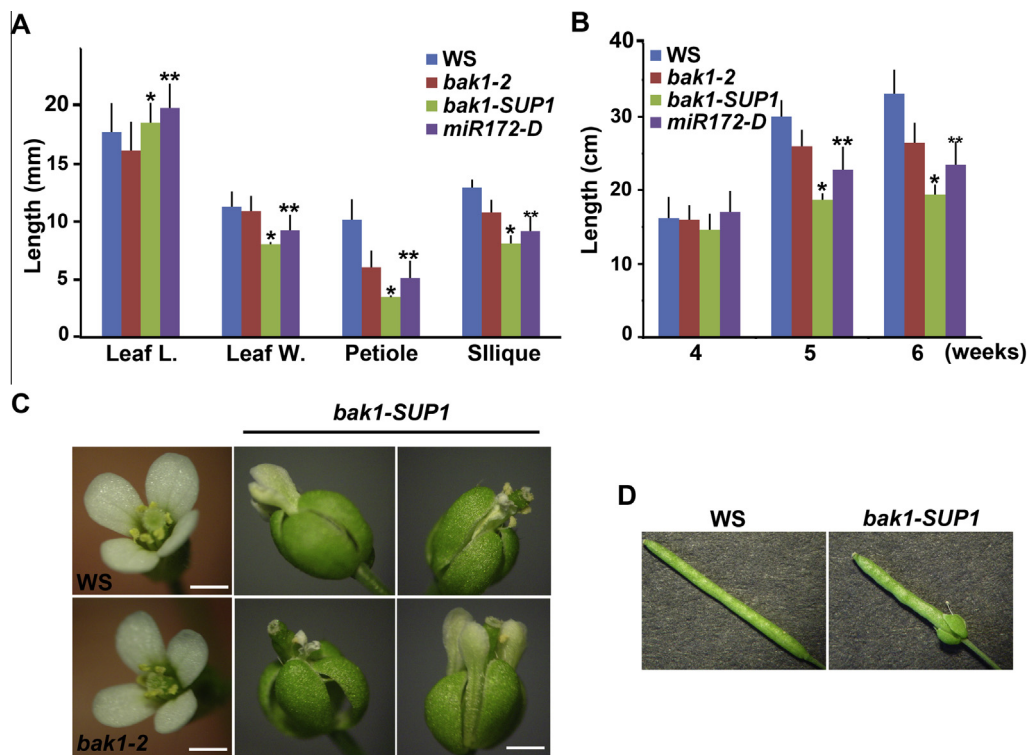 A
Length (mm)
20
15
10
5
0
WS
bak1-2
bak1-SUP1
miR172-D
* **
* **
* **
* **
Leaf L. Leaf W. Petiole SIlique
B
Length (cm)
40
30
20
10
0
WS
bak1-2
bak1-SUP1
miR172-D
* **
* **
4 5 6 (weeks)
C
bak1-SUP1
WS
bak1-2
D
WS bak1-SUP1